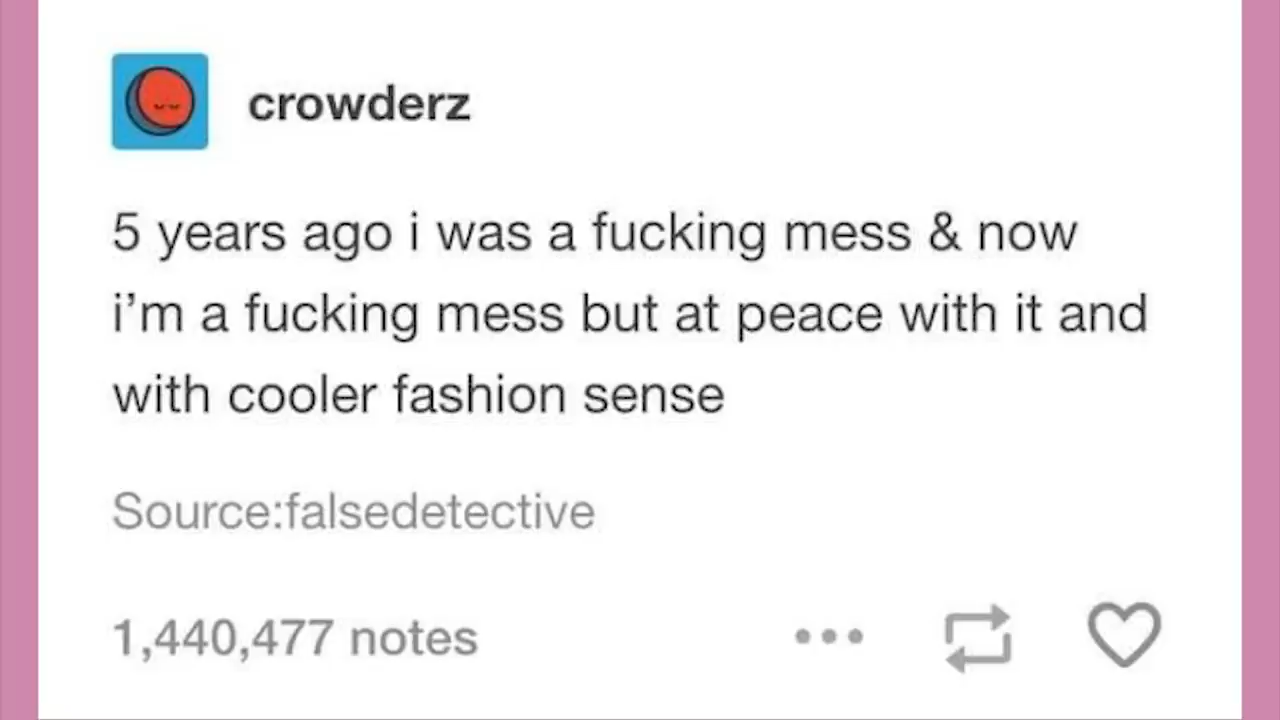 crowderz
5 years ago i was a fucking mess & now
i’m a fucking mess but at peace with it and
with cooler fashion sense
Source:falsedetective
1,440,477 notes